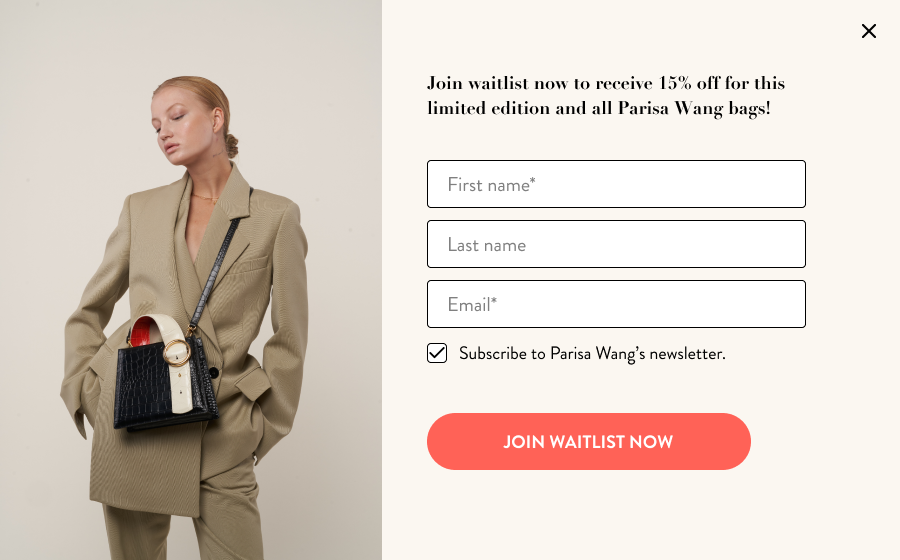 Join waitlist now to receive 15% off for this
limited edition and all Parisa Wang bags!
First name*
Last name
Email*
Subscribe to Parisa Wang’s newsletter.
JOIN WAITLIST NOW